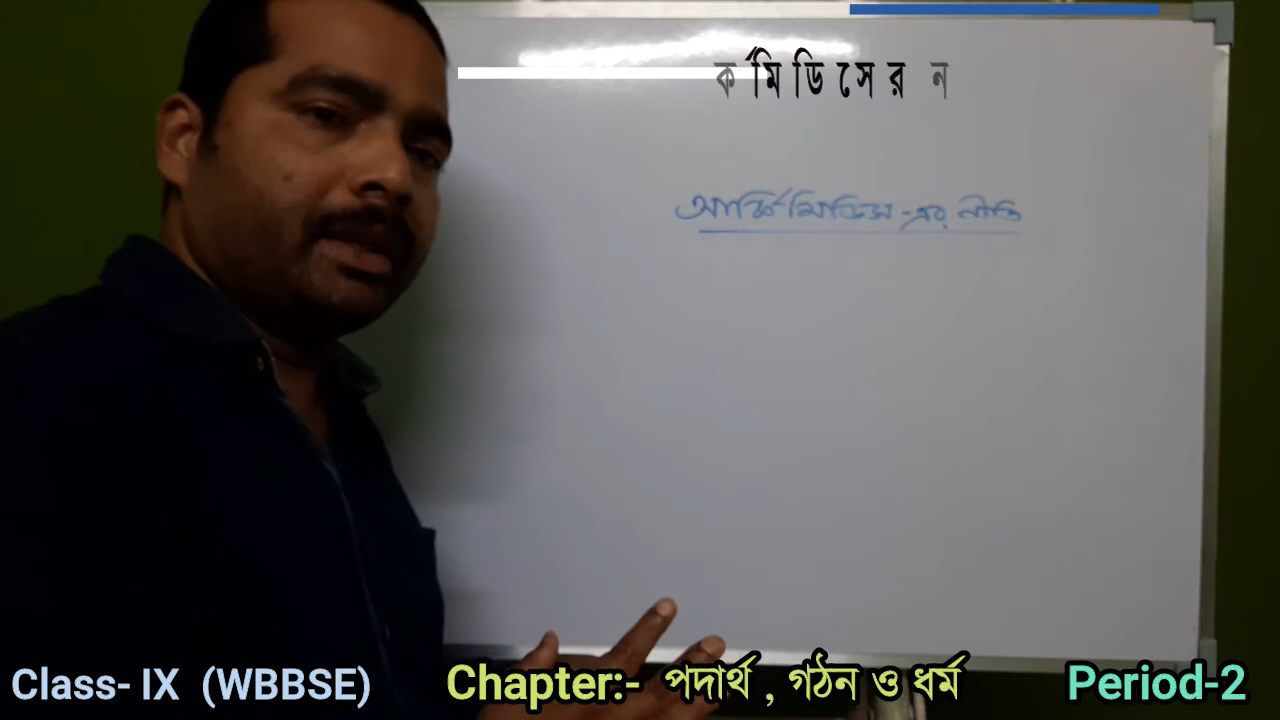 র্কমিডিসের ন
আর্কিমিডিস -এর নীতি
Class- IX (WBBSE) Chapter:- পদার্থ , গঠন ও ধর্ম Period-2